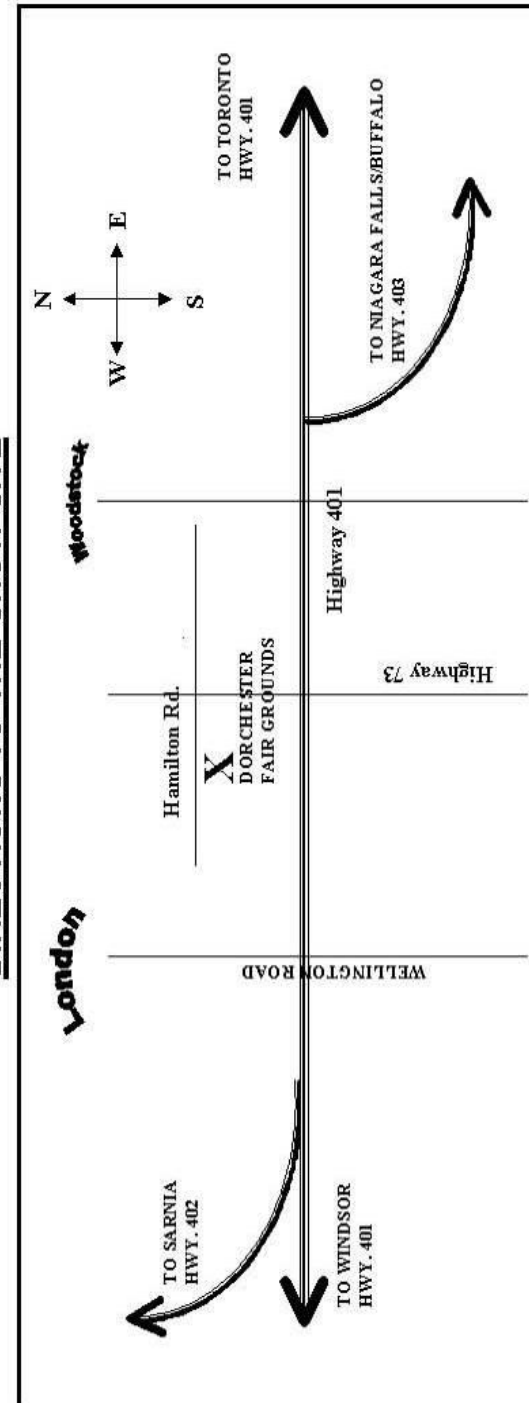 London
Woodstock
N
W E
S
TO SARNIA
HWY. 402
Hamilton Rd.
X
DORCHESTER
FAIR GROUNDS
TO TORONTO
HWY. 401
WELLINGTON ROAD
Highway 401
TO WINDSOR
HWY. 401
Highway 73
TO NIAGARA FALLS/BUFFALO
HWY. 403